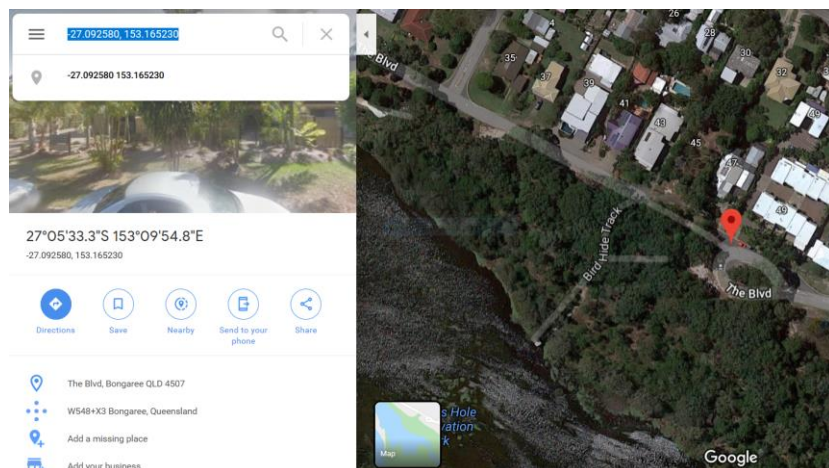 -27.092580, 153.165230
-27.092580 153.165230
27°05'33.3"S 153°09'54.8"E
-27.092580, 153.165230
Directions
Save
Nearby
Send to your
phone
Share
The Blvd, Bongaree QLD 4507
W548+X3 Bongaree, Queensland
Add a missing place
Add your business
4
26
28
30
32
35
37
39
41
43
45
47
49
49
Blvd
Bird Hide Track
The Blvd
s Hole
vation
k
Map
Google